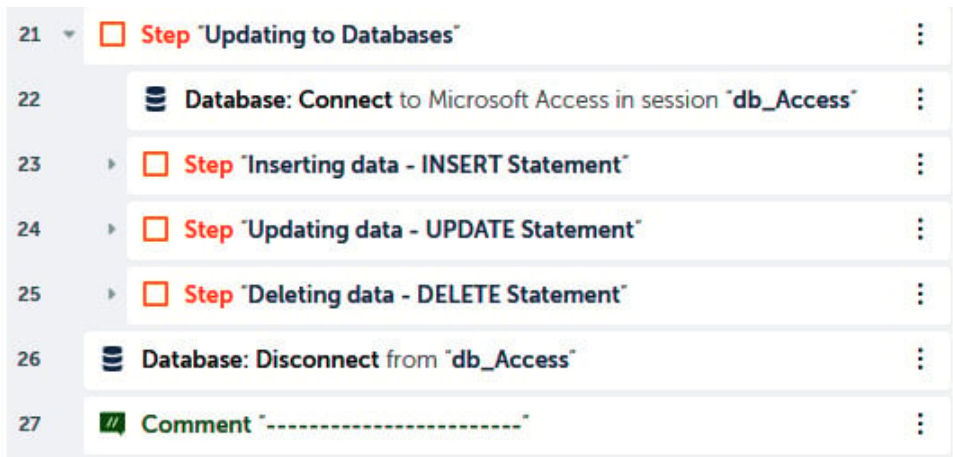 21 Step "Updating to Databases"
22 Database: Connect to Microsoft Access in session "db_Access"
23 Step "Inserting data - INSERT Statement"
24 Step "Updating data - UPDATE Statement"
25 Step "Deleting data - DELETE Statement"
26 Database: Disconnect from "db_Access"
27 // Comment "------------------------"